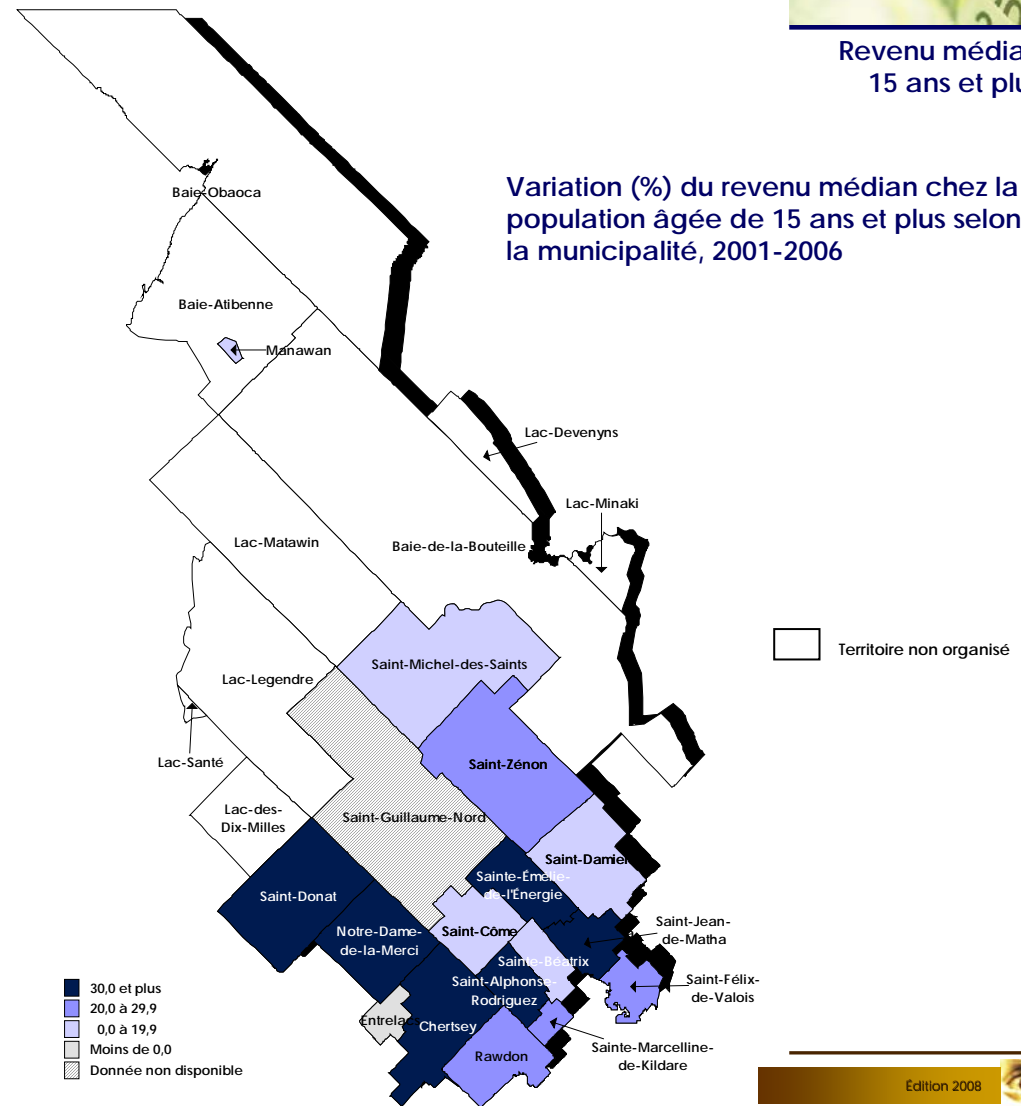 Revenu média
15 ans et plu
Variation (%) du revenu médian chez la
population âgée de 15 ans et plus selon
la municipalité, 2001-2006
Baie-Obaoca
Baie-Atibenne
Manawan
Lac-Devenyns
Lac-Minaki
Lac-Matawin
Baie-de-la-Bouteille
Territoire non organisé
Saint-Michel-des-Saints
Lac-Legendre
Lac-Santé
Saint-Zénon
Lac-des-
Dix-Milles
Saint-Guillaume-Nord
Saint-Damien
Sainte-Émélie-
de-l'Énergie
Saint-Donat
Saint-Jean-
de-Matha
Notre-Dame-
de-la-Merci
Saint-Côme
Sainte-Béatrix
Saint-Alphonse-
Rodriguez
Saint-Félix-
de-Valois
Entrelacs
Chertsey
Sainte-Marcelline-
de-Kildare
Rawdon
30,0 et plus
20,0 à 29,9
0,0 à 19,9
Moins de 0,0
Donnée non disponible
Édition 2008